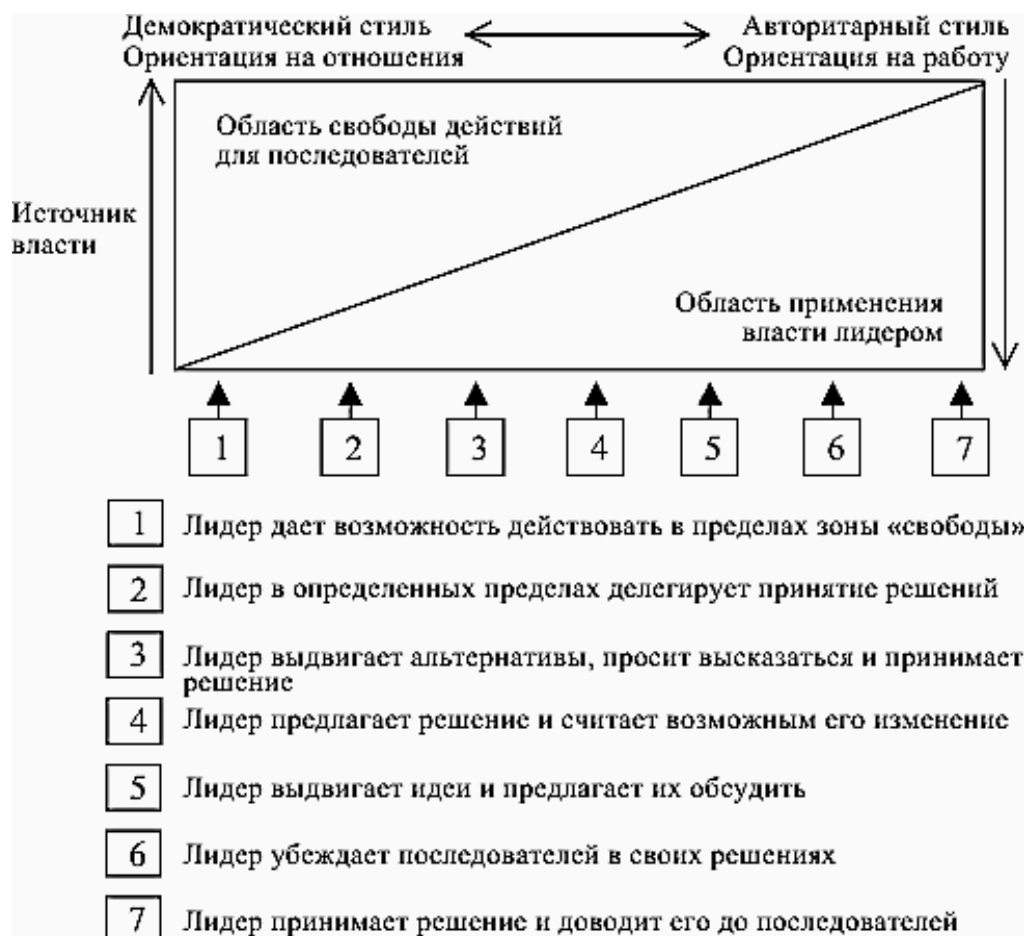 Демократический стиль
Ориентация на отношения
Авторитарный стиль
Ориентация на работу
Область свободы действий
для последователей
Источник
власти
Область применения
власти лидером
1
2
3
4
5
6
7
1 Лидер дает возможность действовать в пределах зоны «свободы»
2 Лидер в определенных пределах делегирует принятие решений
3 Лидер выдвигает альтернативы, просит высказаться и принимает
решение
4 Лидер предлагает решение и считает возможным его изменение
5 Лидер выдвигает идеи и предлагает их обсудить
6 Лидер убеждает последователей в своих решениях
7 Лидер принимает решение и доводит его до последователей